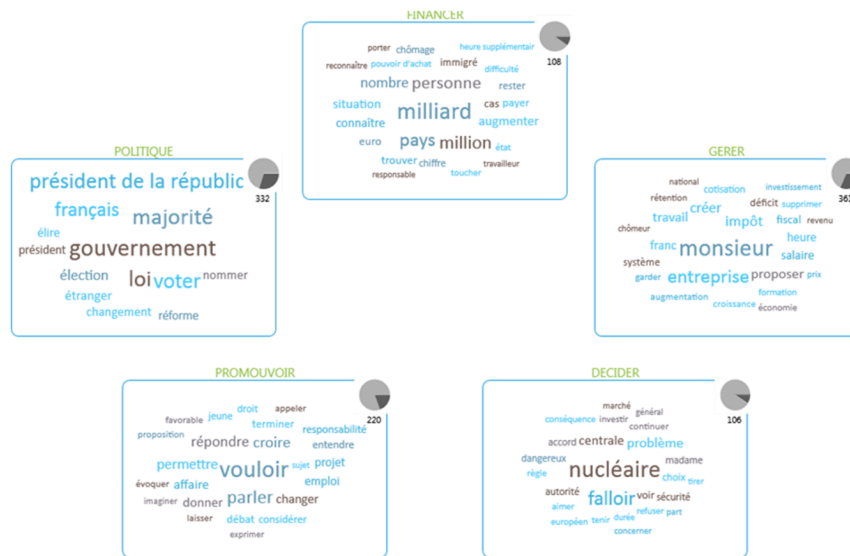 FINANCER
108
porter chômage heure supplémentair
reconnaître pouvoir d'achat immigré difficulté
nombre personne rester
situation milliard cas payer
connaître augmenter
euro pays million état
trouver chiffre travailleur
responsable toucher
POLITIQUE
332
président de la républic
français majorité
élire
président gouvernement
élection loi voter nommer
étranger
changement réforme
GERER
361
national cotisation investissement
rétention créer déficit supprimer
travail impôt fiscal revenu
chômeur
franc monsieur heure
système salaire
garder entreprise proposer prix
augmentation croissance formation
économie
PROMOUVOIR
220
favorable jeune droit appeler
proposition terminer responsabilité
répondre croire entendre
permettre vouloir sujet projet
évoquer affaire emploi
imaginer donner parler changer
laisser débat considérer
exprimer
DECIDER
106
marché général
conséquence investir continuer
accord centrale problème
dangereux nucléaire madame
règle choix tirer
autorité falloir voir sécurité
aimer refuser part
européen tenir durée
concerner